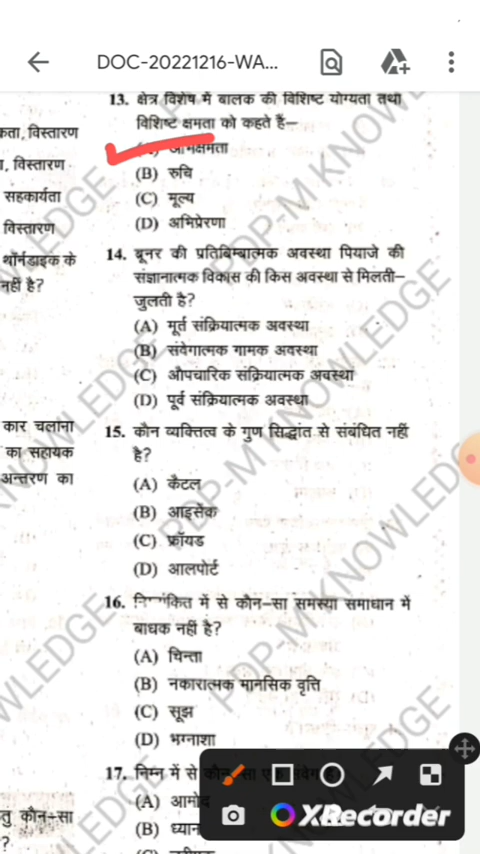 DOC-20221216-WA...
13. क्षेत्र विशेष में बालक की विशिष्ट योग्यता तथा
विशिष्ट क्षमता को कहते हैं–
(B) रुचि
(C) मूल्य
(D) अभिप्रेरणा
14. ब्रूनर की प्रतिबिम्बात्मक अवस्था पियाजे की
संज्ञानात्मक विकास की किस अवस्था से मिलती–
जुलती है?
(A) मूर्त संक्रियात्मक अवस्था
(B) संवेगात्मक गामक अवस्था
(C) औपचारिक संक्रियात्मक अवस्था
(D) पूर्व संक्रियात्मक अवस्था
15. कौन व्यक्तित्व के गुण सिद्धांत से संबंधित नहीं
है?
(A) कैटल
(B) आइसेंक
(C) फ्रॉयड
(D) आलपोर्ट
16. में से कौन–सा समस्या समाधान में
बाधक नहीं है?
(A) चिन्ता
(B) नकारात्मक मानसिक वृत्ति
(C) सूझ
(D) भग्नाशा
17. निम्न में से
(A)
(B) ध्यान
विस्तारण
विस्तारण
सहकार्यता
विस्तारण
थॉर्नडाइक के
नहीं है?
कार चलाना
का सहायक
अन्तरण का
कौन–सा
PDP-M KNOWLEDGE
XRecorder